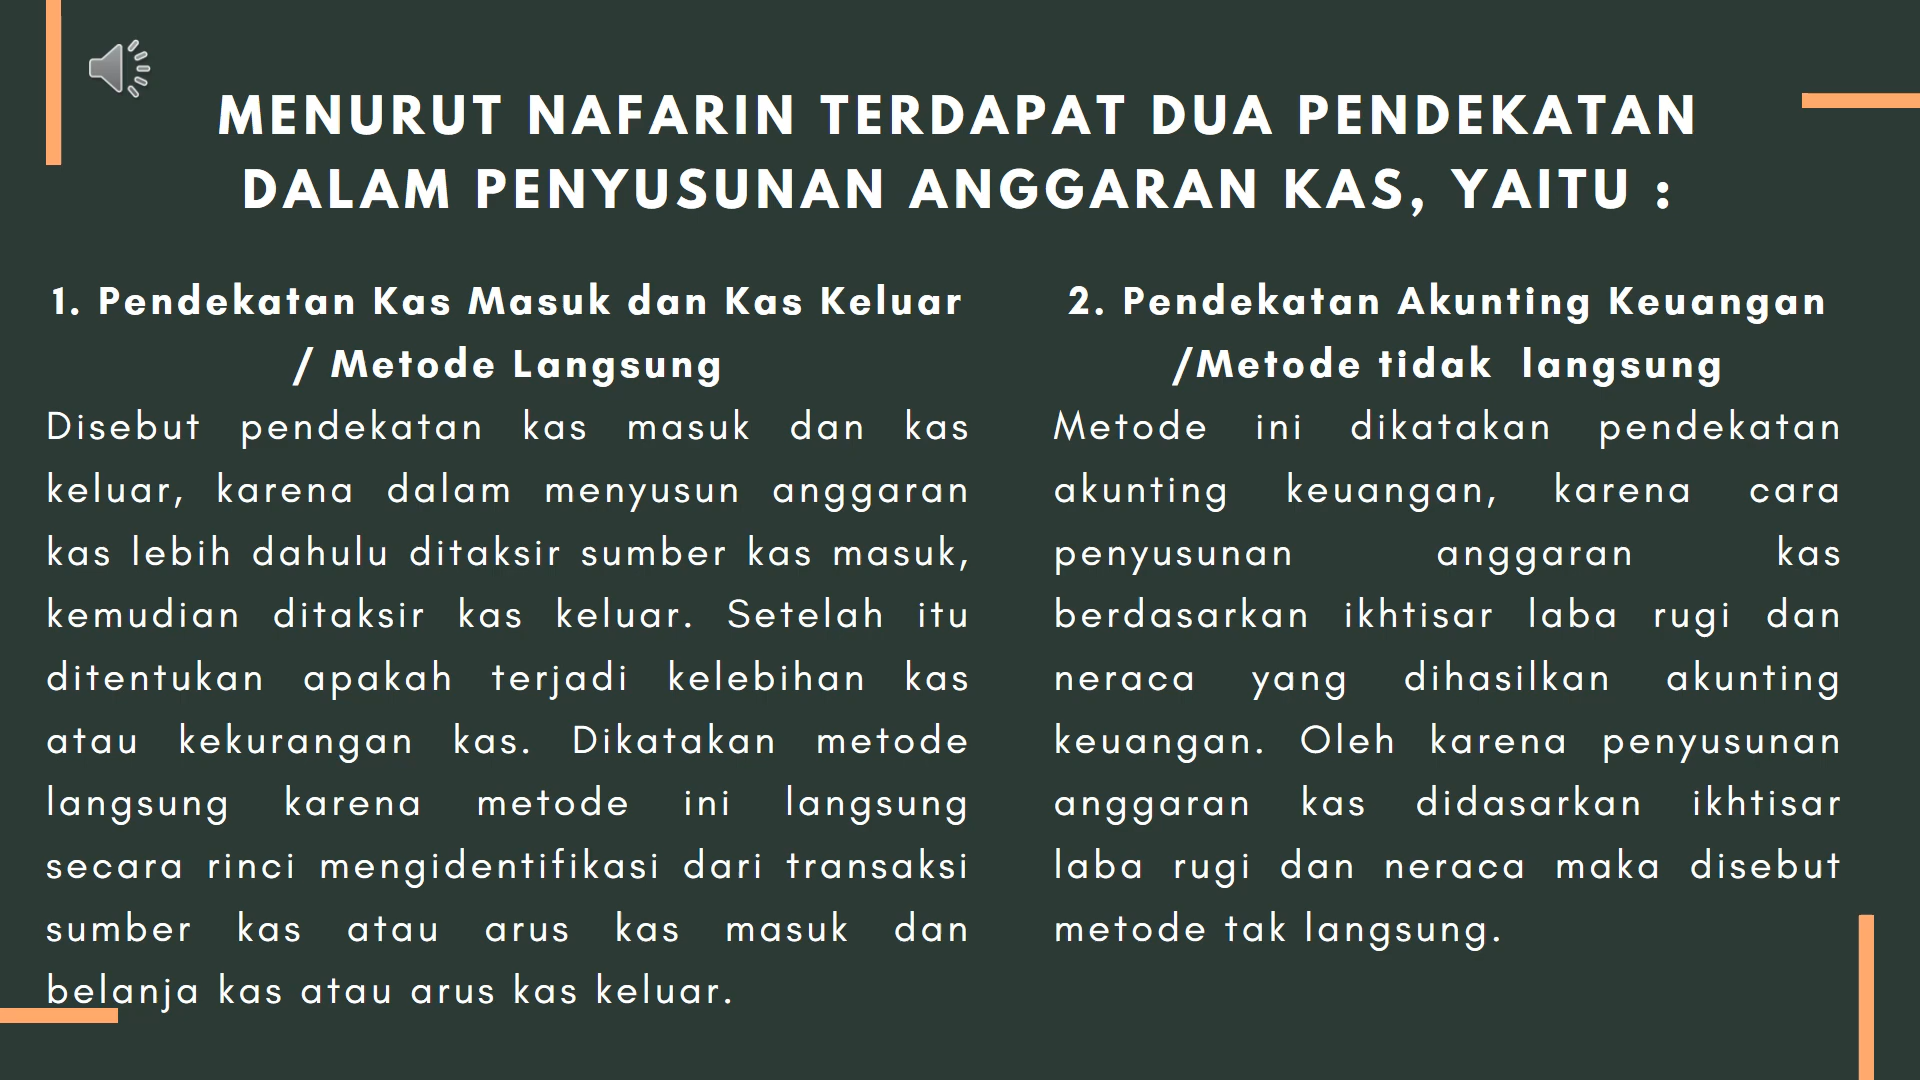 MENURUT NAFARIN TERDAPAT DUA PENDEKATAN
DALAM PENYUSUNAN ANGGARAN KAS, YAITU :
1. Pendekatan Kas Masuk dan Kas Keluar
/ Metode Langsung
Disebut pendekatan kas masuk dan kas
keluar, karena dalam menyusun anggaran
kas lebih dahulu ditaksir sumber kas masuk,
kemudian ditaksir kas keluar. Setelah itu
ditentukan apakah terjadi kelebihan kas
atau kekurangan kas. Dikatakan metode
langsung karena metode ini langsung
secara rinci mengidentifikasi dari transaksi
sumber kas atau arus kas masuk dan
belanja kas atau arus kas keluar.
2. Pendekatan Akunting Keuangan
/Metode tidak langsung
Metode ini dikatakan pendekatan
akunting keuangan, karena cara
penyusunan anggaran kas
berdasarkan ikhtisar laba rugi dan
neraca yang dihasilkan akunting
keuangan. Oleh karena penyusunan
anggaran kas didasarkan ikhtisar
laba rugi dan neraca maka disebut
metode tak langsung.